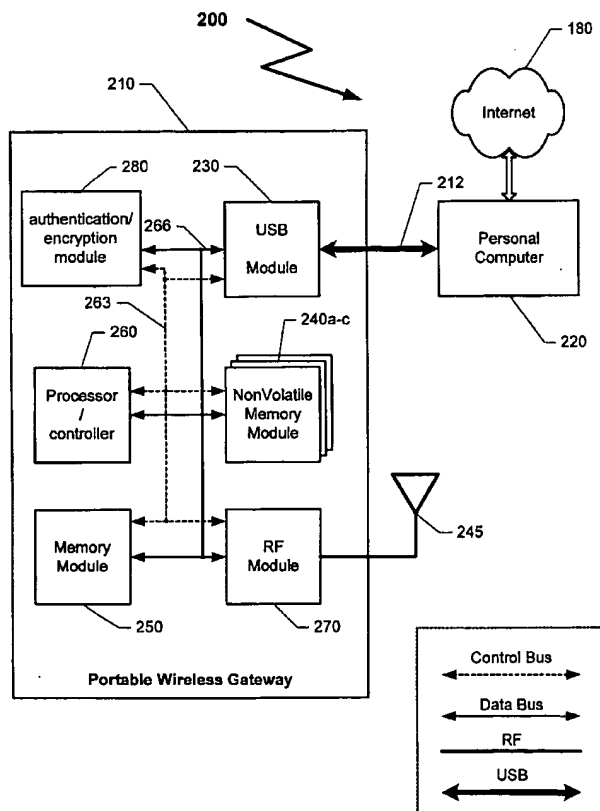 200
180
Internet
210
280
230
212
authentication/
encryption
module
266
USB
Module
Personal
Computer
263
220
260
240a-c
Processor
/
controller
NonVolatile
Memory
Module
245
Memory
Module
RF
Module
250
270
Portable Wireless Gateway
Control Bus
Data Bus
RF
USB